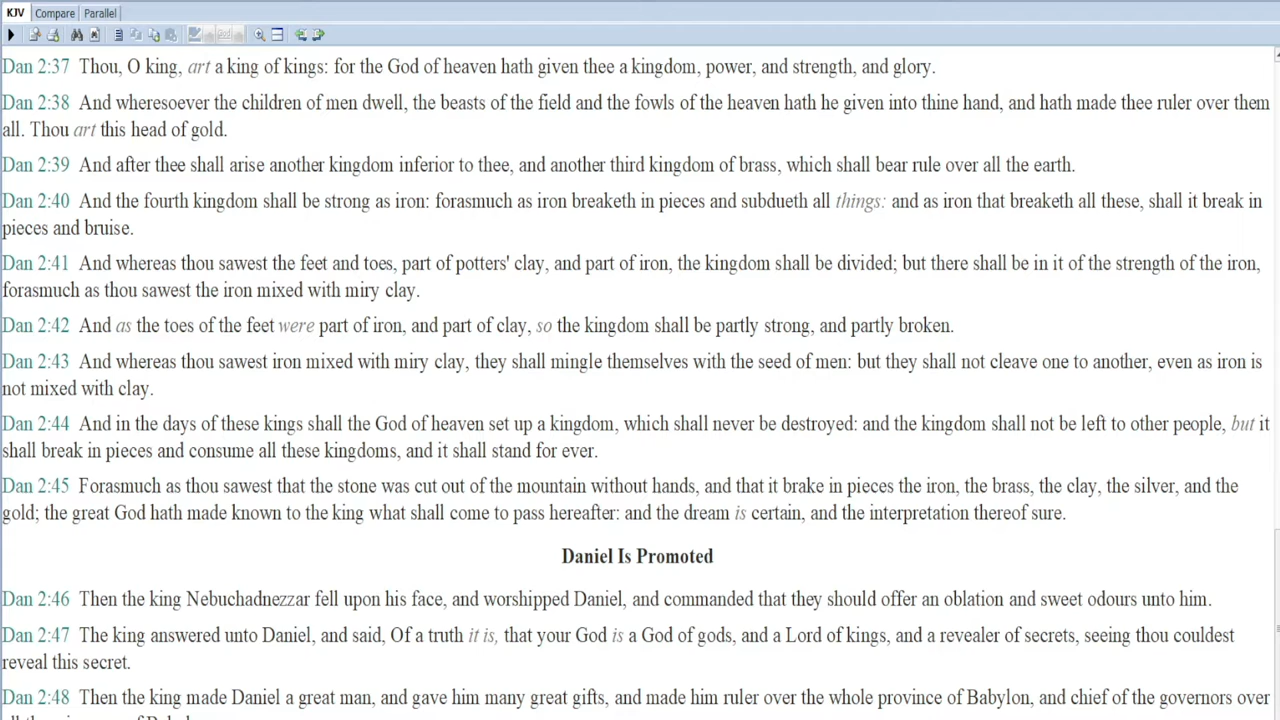 KJV Compare Parallel
Dan 2:37 Thou, O king, art a king of kings: for the God of heaven hath given thee a kingdom, power, and strength, and glory.
Dan 2:38 And wheresoever the children of men dwell, the beasts of the field and the fowls of the heaven hath he given into thine hand, and hath made thee ruler over them
all. Thou art this head of gold.
Dan 2:39 And after thee shall arise another kingdom inferior to thee, and another third kingdom of brass, which shall bear rule over all the earth.
Dan 2:40 And the fourth kingdom shall be strong as iron: forasmuch as iron breaketh in pieces and subdueth all things: and as iron that breaketh all these, shall it break in
pieces and bruise.
Dan 2:41 And whereas thou sawest the feet and toes, part of potters' clay, and part of iron, the kingdom shall be divided; but there shall be in it of the strength of the iron,
forasmuch as thou sawest the iron mixed with miry clay.
Dan 2:42 And as the toes of the feet were part of iron, and part of clay, so the kingdom shall be partly strong, and partly broken.
Dan 2:43 And whereas thou sawest iron mixed with miry clay, they shall mingle themselves with the seed of men: but they shall not cleave one to another, even as iron is
not mixed with clay.
Dan 2:44 And in the days of these kings shall the God of heaven set up a kingdom, which shall never be destroyed: and the kingdom shall not be left to other people, but it
shall break in pieces and consume all these kingdoms, and it shall stand for ever.
Dan 2:45 Forasmuch as thou sawest that the stone was cut out of the mountain without hands, and that it brake in pieces the iron, the brass, the clay, the silver, and the
gold; the great God hath made known to the king what shall come to pass hereafter: and the dream is certain, and the interpretation thereof sure.
Daniel Is Promoted
Dan 2:46 Then the king Nebuchadnezzar fell upon his face, and worshipped Daniel, and commanded that they should offer an oblation and sweet odours unto him.
Dan 2:47 The king answered unto Daniel, and said, Of a truth it is, that your God is a God of gods, and a Lord of kings, and a revealer of secrets, seeing thou couldest
reveal this secret.
Dan 2:48 Then the king made Daniel a great man, and gave him many great gifts, and made him ruler over the whole province of Babylon, and chief of the governors over